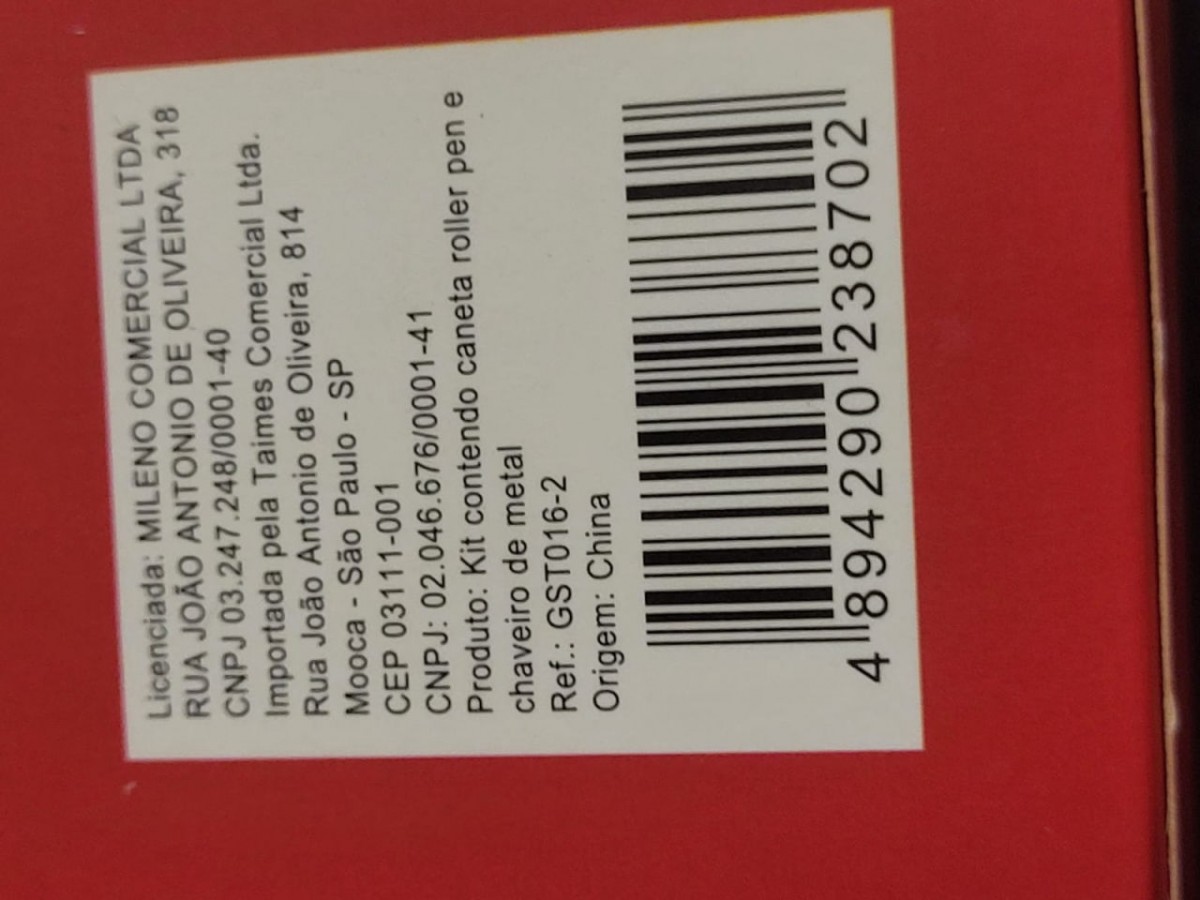 Licenciada: MILENO COMERCIAL LTDA
RUA JOÃO ANTONIO DE OLIVEIRA, 318
CNPJ 03.247.248/0001-40
Importada pela Taimes Comercial Ltda.
Rua João Antonio de Oliveira, 814
Mooca - São Paulo - SP
CEP 03111-001
CNPJ: 02.046.676/0001-41
Produto: Kit contendo caneta roller pen e
chaveiro de metal
Ref.: GST016-2
Origem: China
4 894290 238702